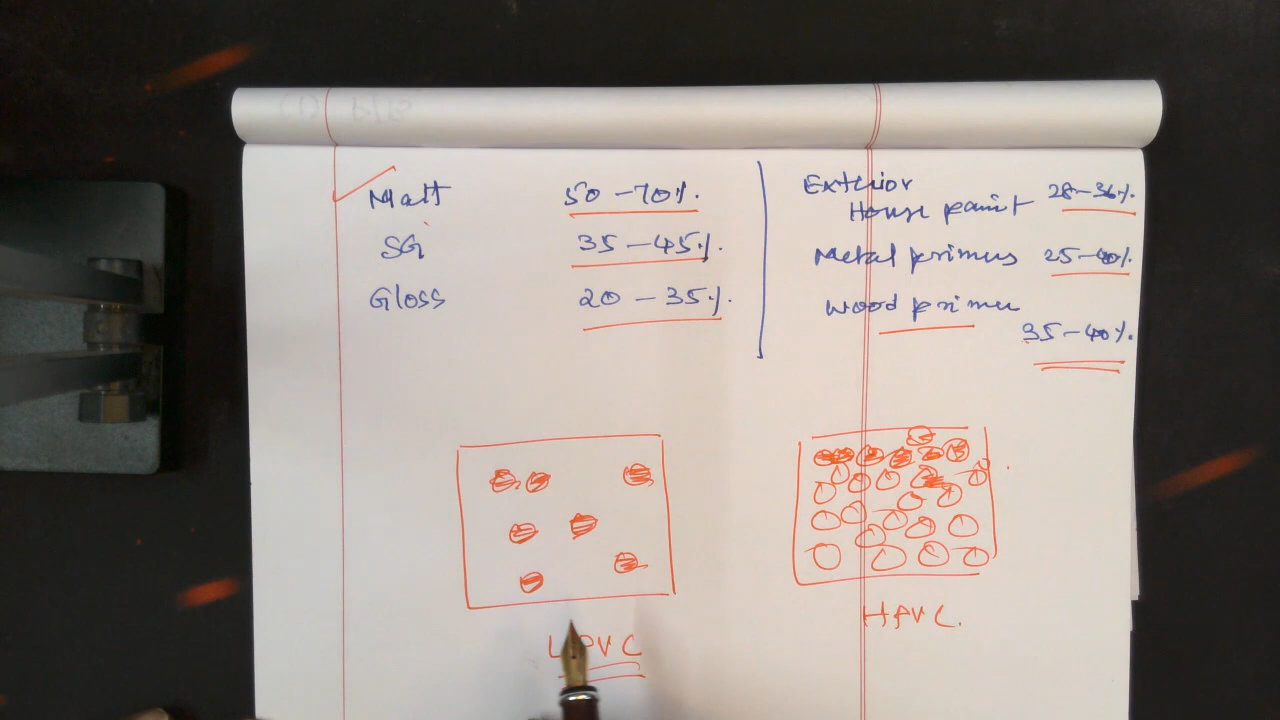 Matt 50-70%.
SG 35-45%.
Gloss 20-35%.
Exterior
House paint 28-36%.
Metal primers 25-40%.
Wood primer
35-40%.
LPVC
HPVC.